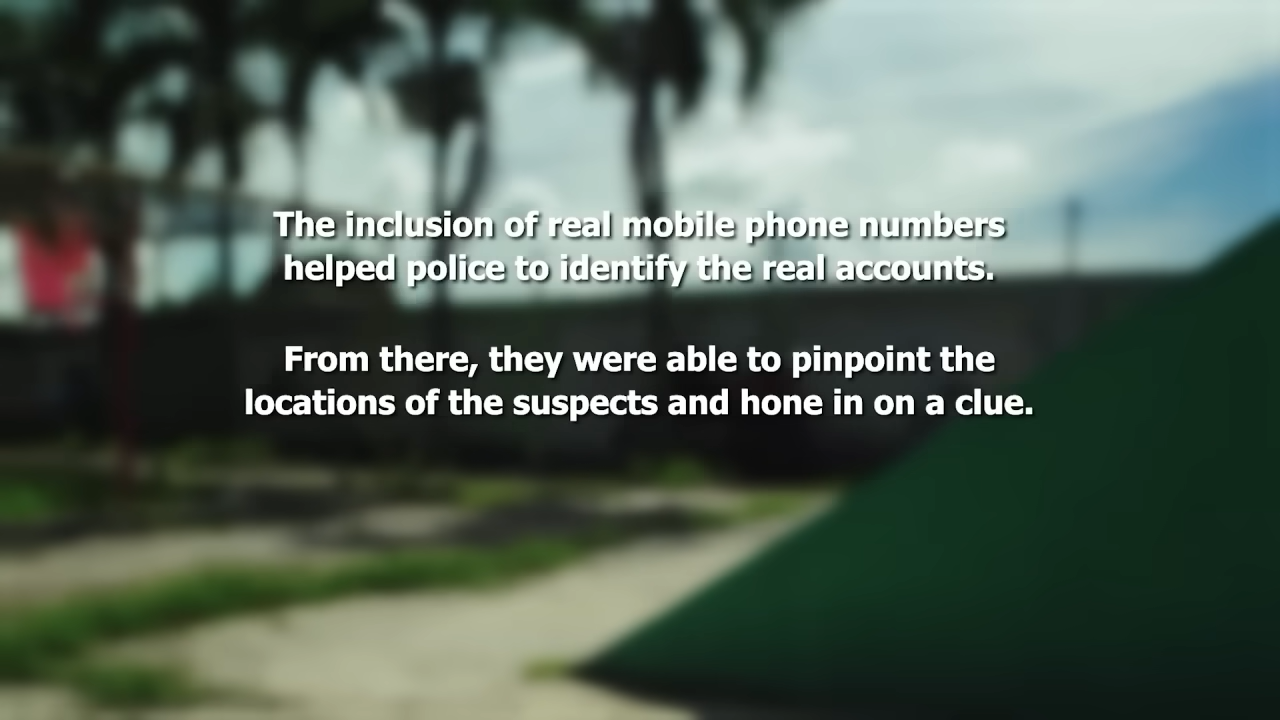 The inclusion of real mobile phone numbers
helped police to identify the real accounts.
From there, they were able to pinpoint the
locations of the suspects and hone in on a clue.